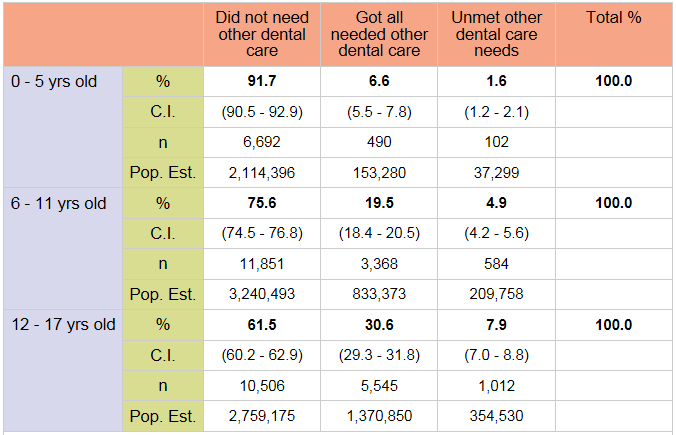 Did not need other dental care Got all needed other dental care Unmet other dental care needs Total %
0 - 5 yrs old % 91.7 6.6 1.6 100.0
C.I. (90.5 - 92.9) (5.5 - 7.8) (1.2 - 2.1)
n 6,692 490 102
Pop. Est. 2,114,396 153,280 37,299
6 - 11 yrs old % 75.6 19.5 4.9 100.0
C.I. (74.5 - 76.8) (18.4 - 20.5) (4.2 - 5.6)
n 11,851 3,368 584
Pop. Est. 3,240,493 833,373 209,758
12 - 17 yrs old % 61.5 30.6 7.9 100.0
C.I. (60.2 - 62.9) (29.3 - 31.8) (7.0 - 8.8)
n 10,506 5,545 1,012
Pop. Est. 2,759,175 1,370,850 354,530